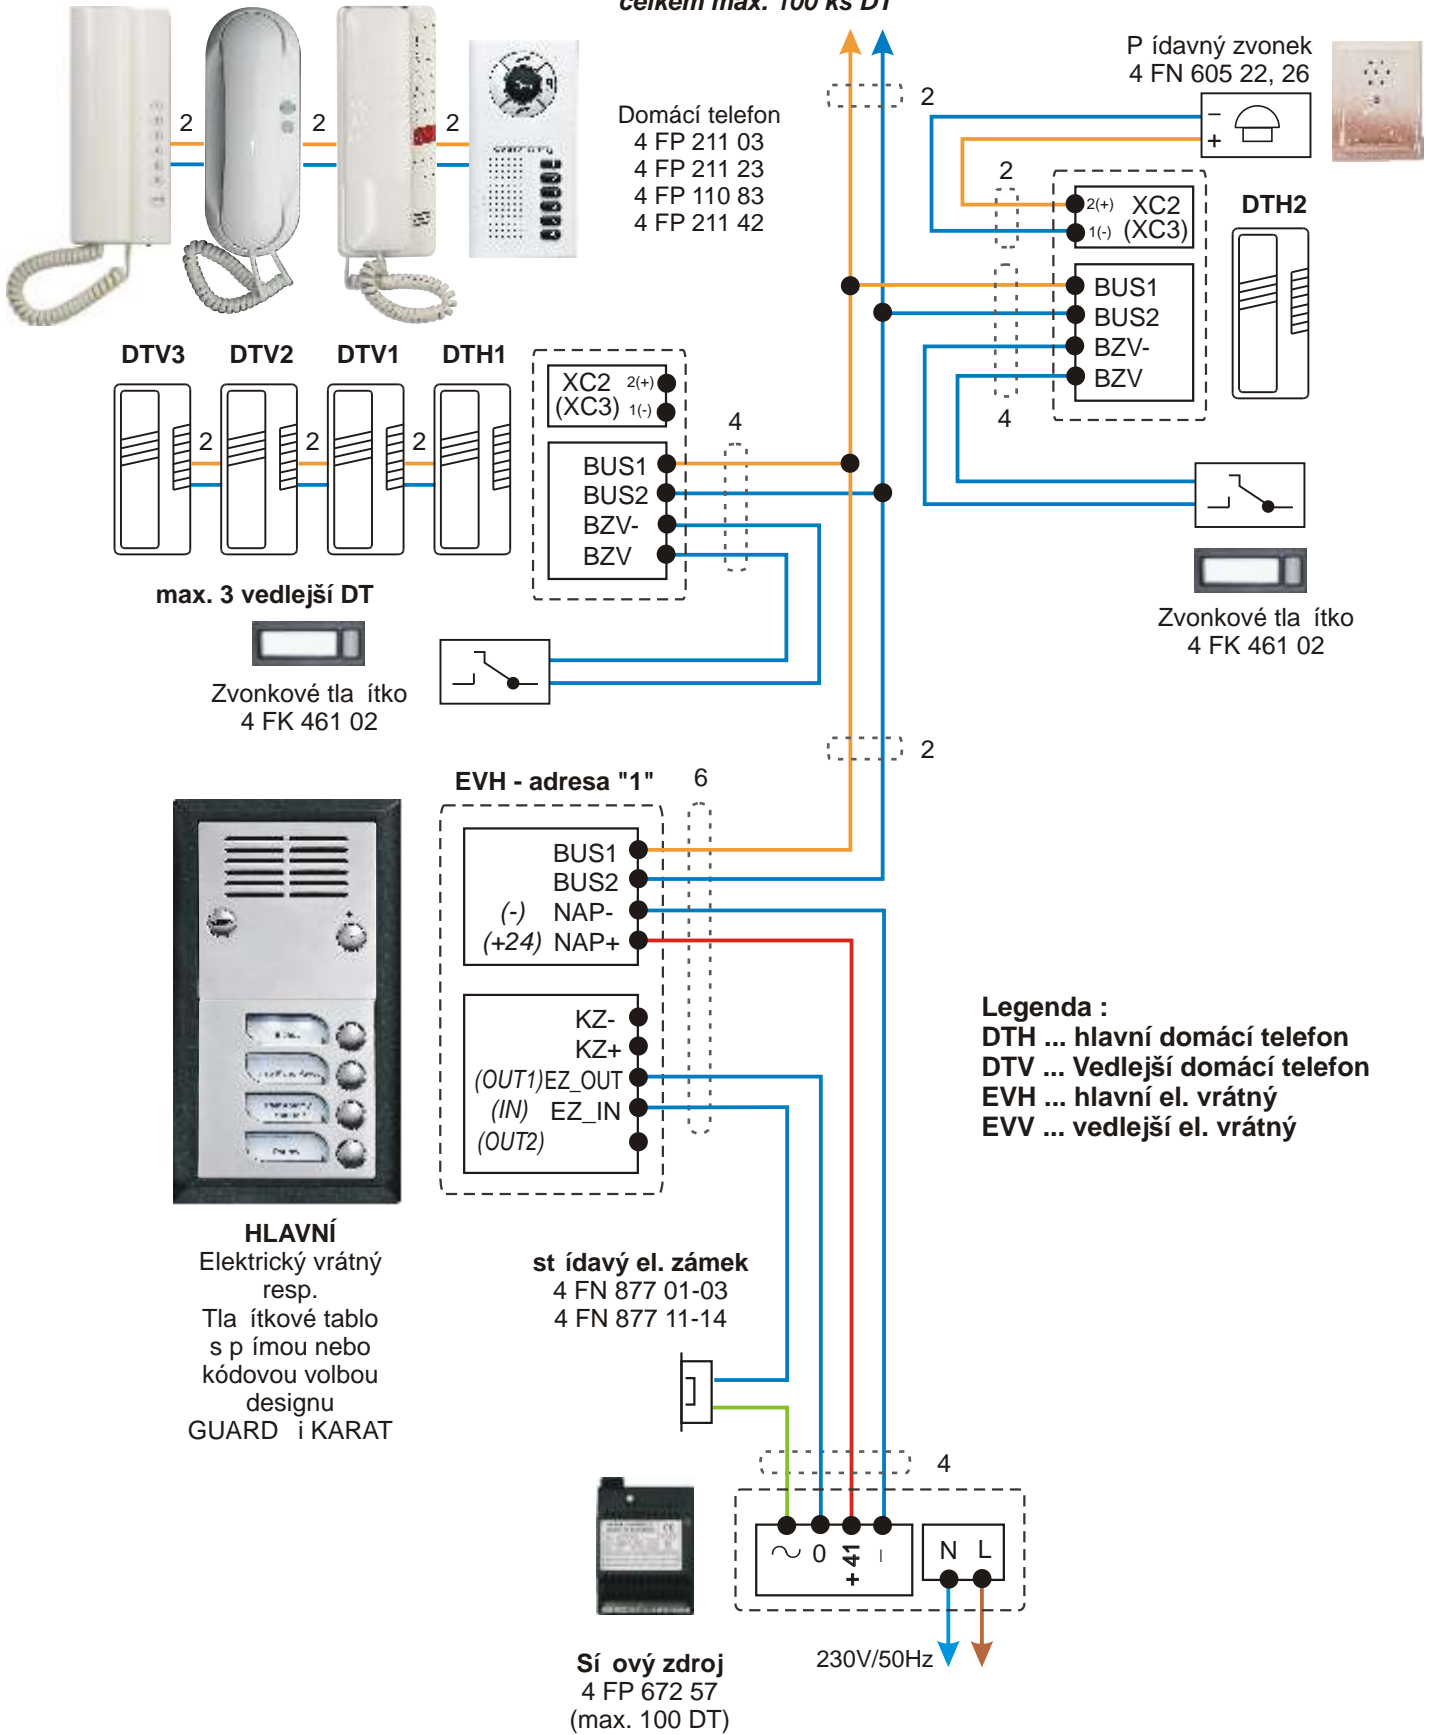 celkem max. 100 ks DT
P ídavný zvonek
4 FN 605 22, 26
2
2
2
2
Domácí telefon
4 FP 211 03
4 FP 211 23
4 FP 110 83
4 FP 211 42
−
+
2
2(+) XC2
1(-) (XC3)
DTH2
BUS1
BUS2
BZV-
BZV
4
DTV3 DTV2 DTV1 DTH1
2
2
2
XC2 2(+)
(XC3) 1(-)
4
BUS1
BUS2
BZV-
BZV
max. 3 vedlejší DT
Zvonkové tla ítko
4 FK 461 02
Zvonkové tla ítko
4 FK 461 02
2
EVH - adresa "1"
6
BUS1
BUS2
(-) NAP-
(+24) NAP+
KZ-
KZ+
(OUT1) EZ_OUT
(IN) EZ_IN
(OUT2)
Legenda :
DTH ... hlavní domácí telefon
DTV ... Vedlejší domácí telefon
EVH ... hlavní el. vrátný
EVV ... vedlejší el. vrátný
HLAVNÍ
Elektrický vrátný
resp.
Tla ítkové tablo
s p ímou nebo
kódovou volbou
designu
GUARD i KARAT
st ídavý el. zámek
4 FN 877 01-03
4 FN 877 11-14
4
~ 0 +41 −
N L
230V/50Hz
Sí ový zdroj
4 FP 672 57
(max. 100 DT)